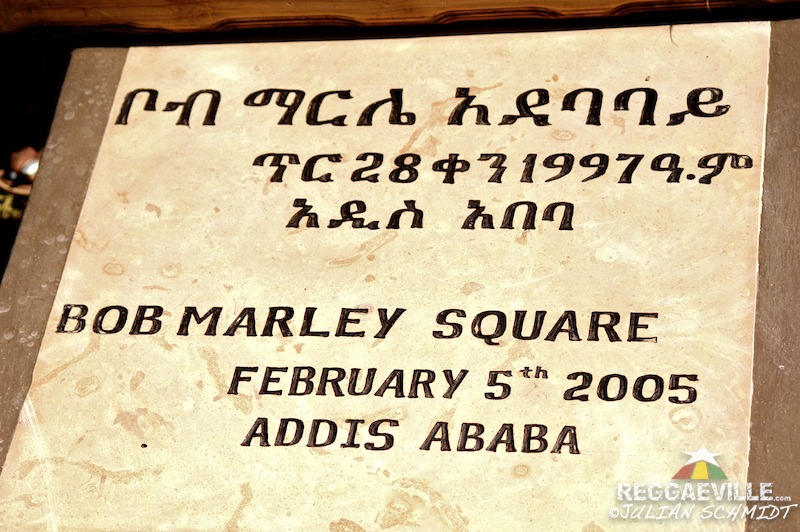 ቦብ ማርሌ አደባባይ
ጥር 28 ቀን 1997 ዓ.ም
አዲስ አበባ
BOB MARLEY SQUARE
FEBRUARY 5th 2005
ADDIS ABABA
REGGAEVILLE
©JULIAN SCHMIDT